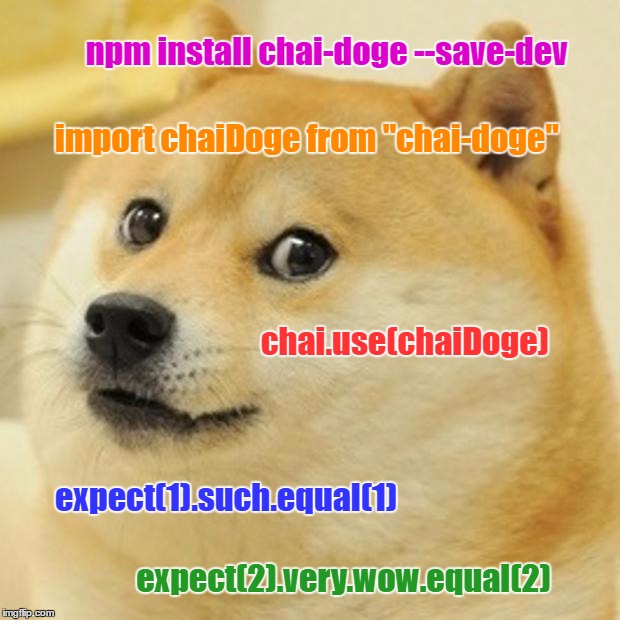 npm install chai-doge --save-dev
import chaiDoge from "chai-doge"
chai.use(chaiDoge)
expect(1).such.equal(1)
expect(2).very.wow.equal(2)
imgflip.com